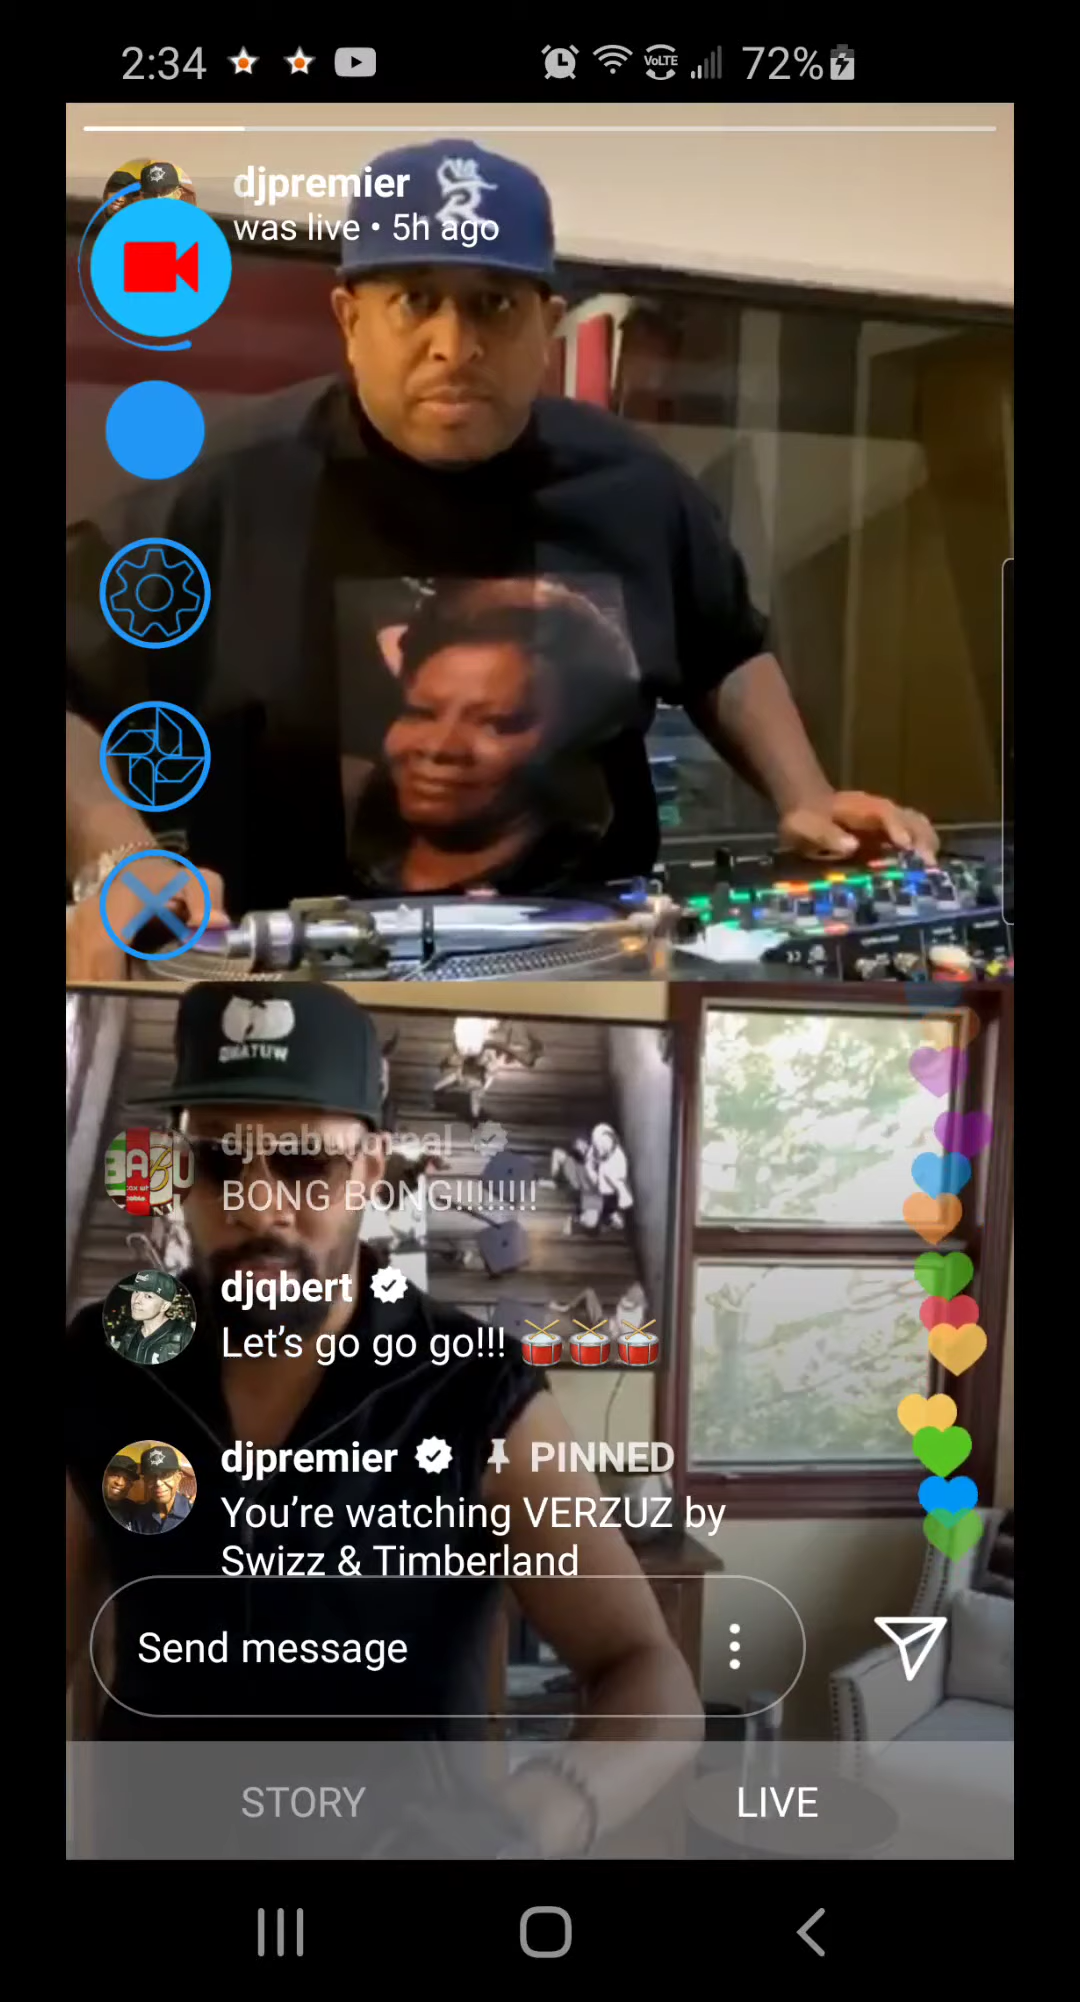 2:34
VoLTE
72%
djpremier
was live • 5h ago
BONG BONG!!!!!!!!
djqbert
Let's go go go!!! 🥁🥁🥁
djpremier PINNED
You're watching VERZUZ by
Swizz & Timberland
Send message
STORY
LIVE